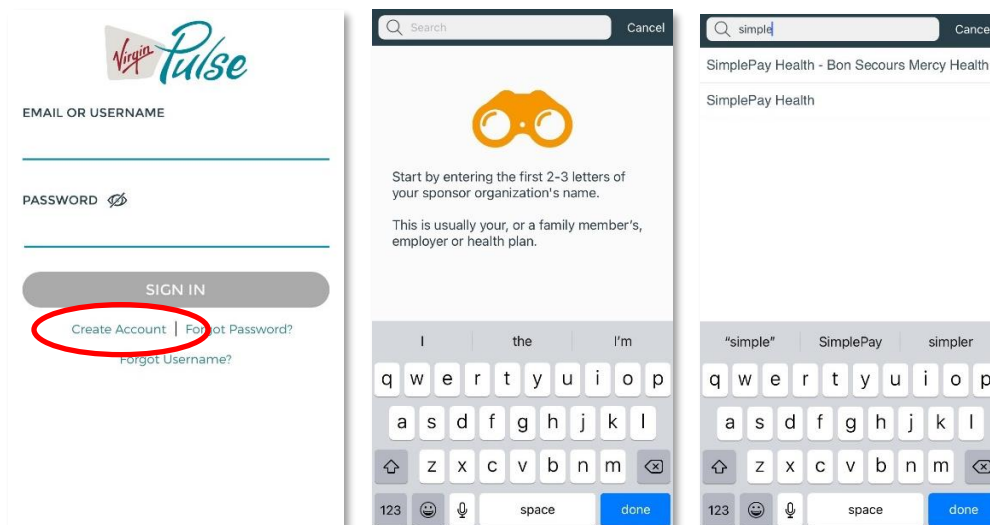 Virgin Pulse
EMAIL OR USERNAME
PASSWORD
SIGN IN
Create Account | Forgot Password?
Forgot Username?
Search
Cancel
Start by entering the first 2-3 letters of
your sponsor organization's name.
This is usually your, or a family member's,
employer or health plan.
I the I'm
q w e r t y u i o p
a s d f g h j k l
z x c v b n m
123 space done
simple
Cance
SimplePay Health - Bon Secours Mercy Health
SimplePay Health
"simple" SimplePay simpler
q w e r t y u i o p
a s d f g h j k l
z x c v b n m
123 space done